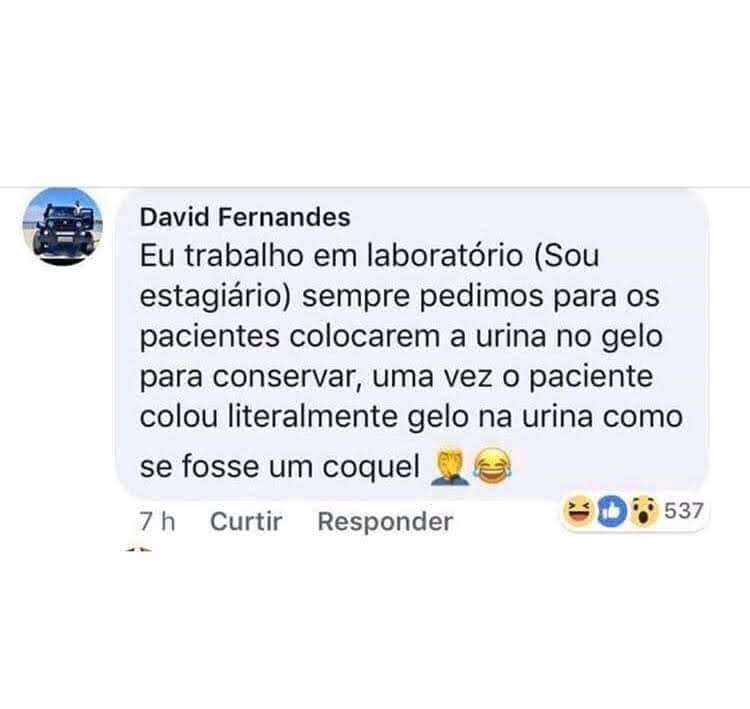 David Fernandes
Eu trabalho em laboratório (Sou
estagiário) sempre pedimos para os
pacientes colocarem a urina no gelo
para conservar, uma vez o paciente
colou literalmente gelo na urina como
se fosse um coquel 🤦😂
7 h Curtir Responder 537